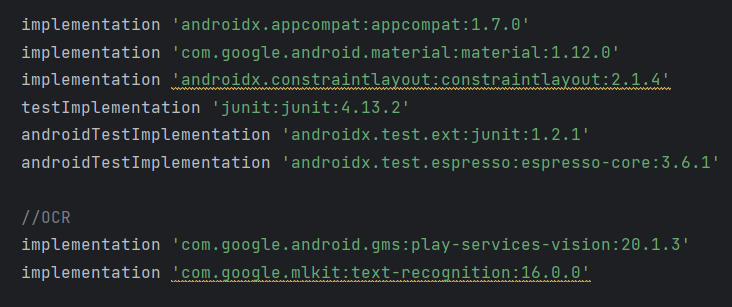 implementation 'androidx.appcompat:appcompat:1.7.0'
implementation 'com.google.android.material:material:1.12.0'
implementation 'androidx.constraintlayout:constraintlayout:2.1.4'
testImplementation 'junit:junit:4.13.2'
androidTestImplementation 'androidx.test.ext:junit:1.2.1'
androidTestImplementation 'androidx.test.espresso:espresso-core:3.6.1'
//OCR
implementation 'com.google.android.gms:play-services-vision:20.1.3'
implementation 'com.google.mlkit:text-recognition:16.0.0'